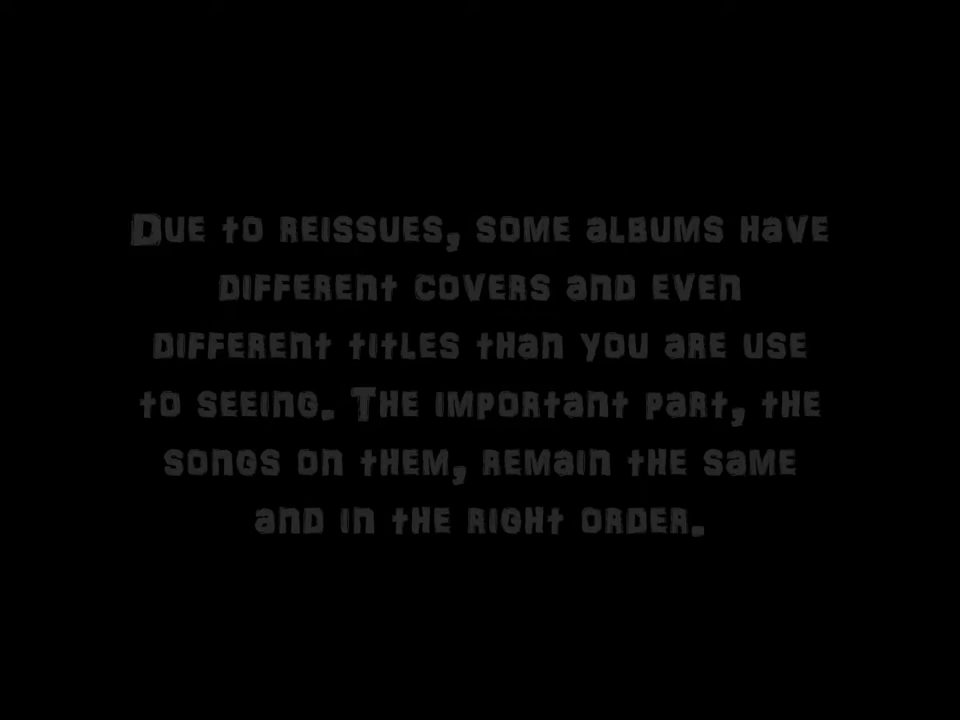 Due to reissues, some albums have
different covers and even
different titles than you are use
to seeing. The important part, the
songs on them, remain the same
and in the right order.